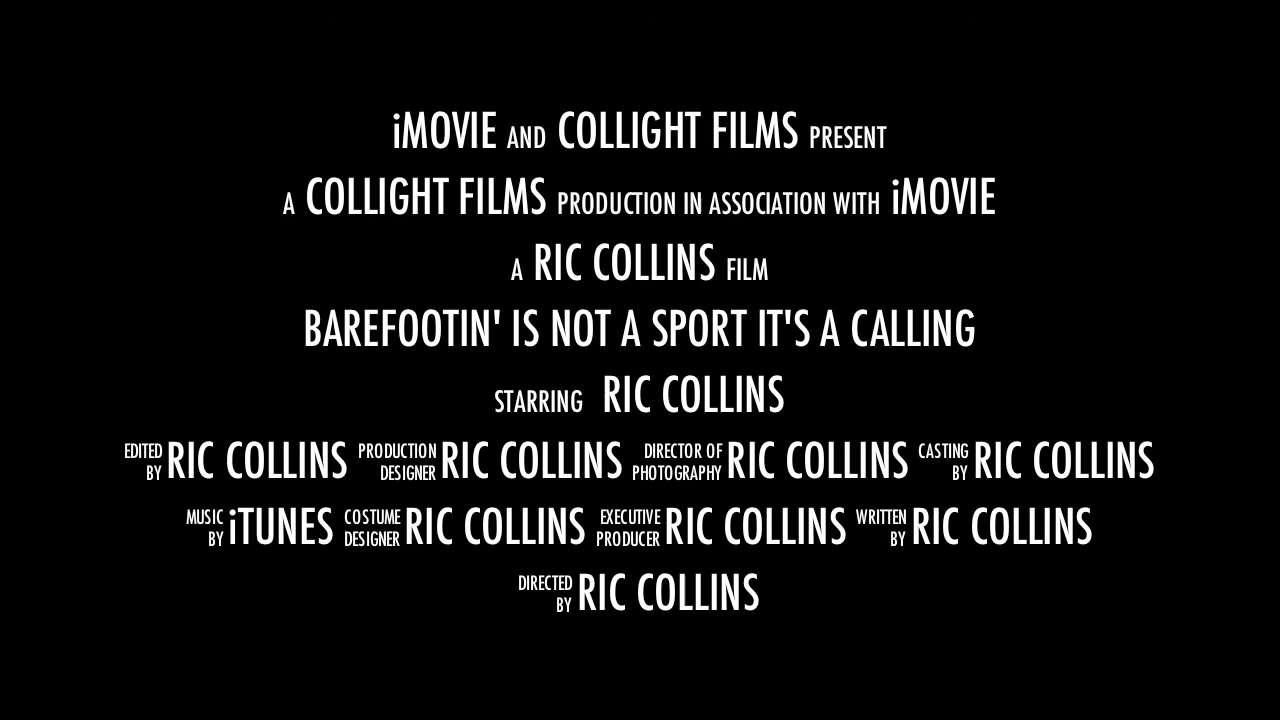 iMOVIE AND COLLIGHT FILMS PRESENT
A COLLIGHT FILMS PRODUCTION IN ASSOCIATION WITH iMOVIE
A RIC COLLINS FILM
BAREFOOTIN' IS NOT A SPORT IT'S A CALLING
STARRING RIC COLLINS
EDITED BY RIC COLLINS PRODUCTION DESIGNER RIC COLLINS DIRECTOR OF PHOTOGRAPHY RIC COLLINS CASTING BY RIC COLLINS
MUSIC BY iTUNES COSTUME DESIGNER RIC COLLINS EXECUTIVE PRODUCER RIC COLLINS WRITTEN BY RIC COLLINS
DIRECTED BY RIC COLLINS